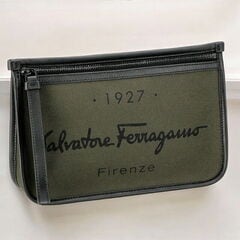 · 1927 ·
Salvatore Ferragamo
Firenze